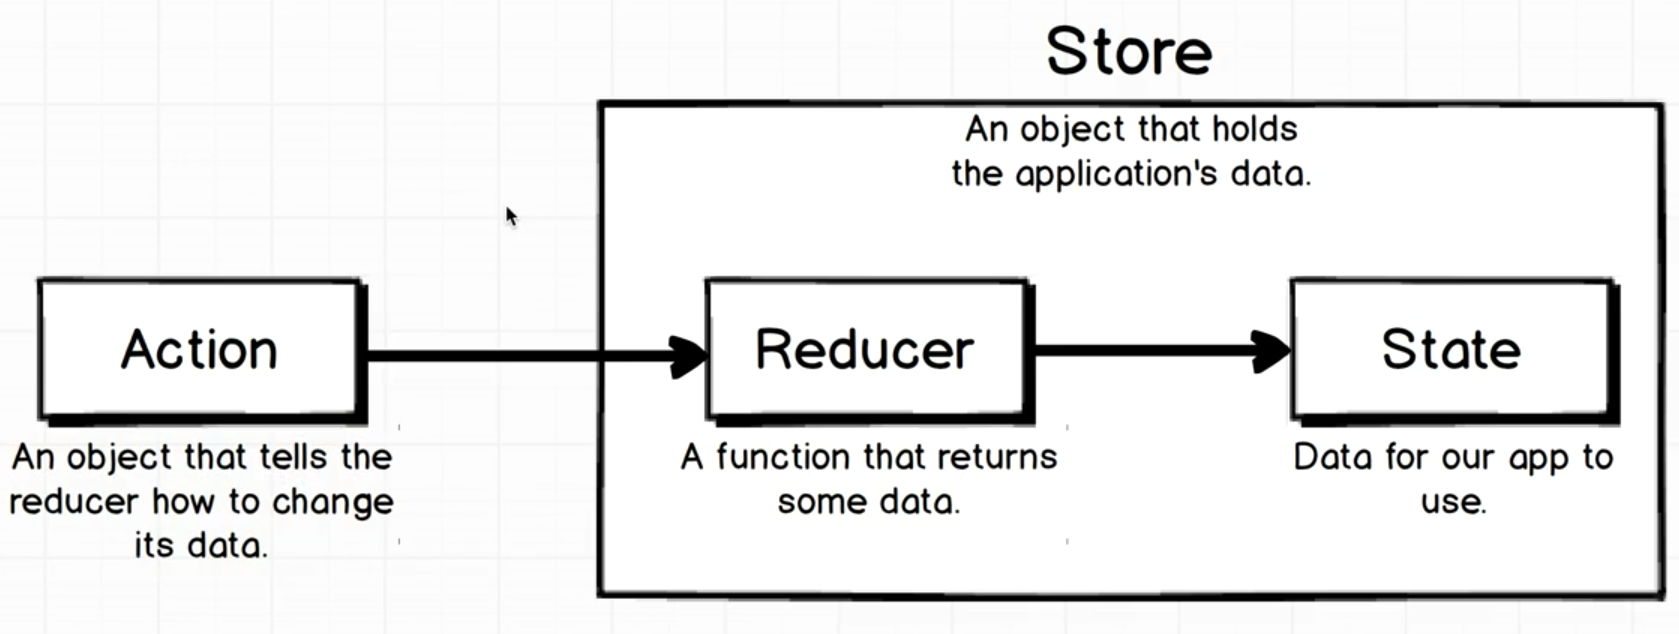 Store
An object that holds
the application's data.
Action
An object that tells the
reducer how to change
its data.
Reducer
A function that returns
some data.
State
Data for our app to
use.